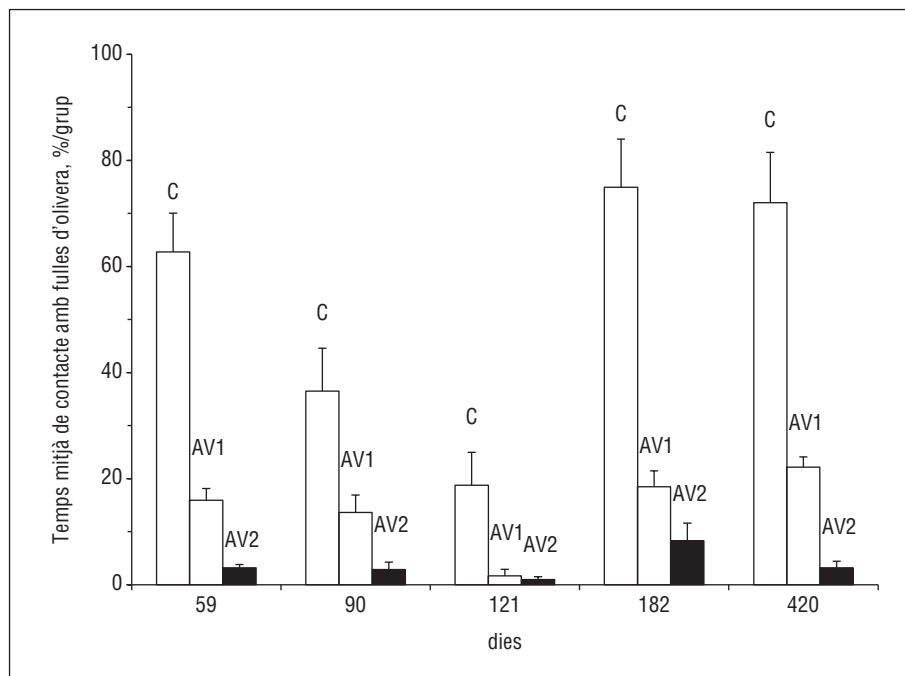 Temps mitjà de contacte amb fulles d'olivera, %/grup
100
80
60
40
20
0
C
AV1
AV2
C
AV1
AV2
C
AV1
AV2
C
AV1
AV2
C
AV1
AV2
59 90 121 182 420
dies